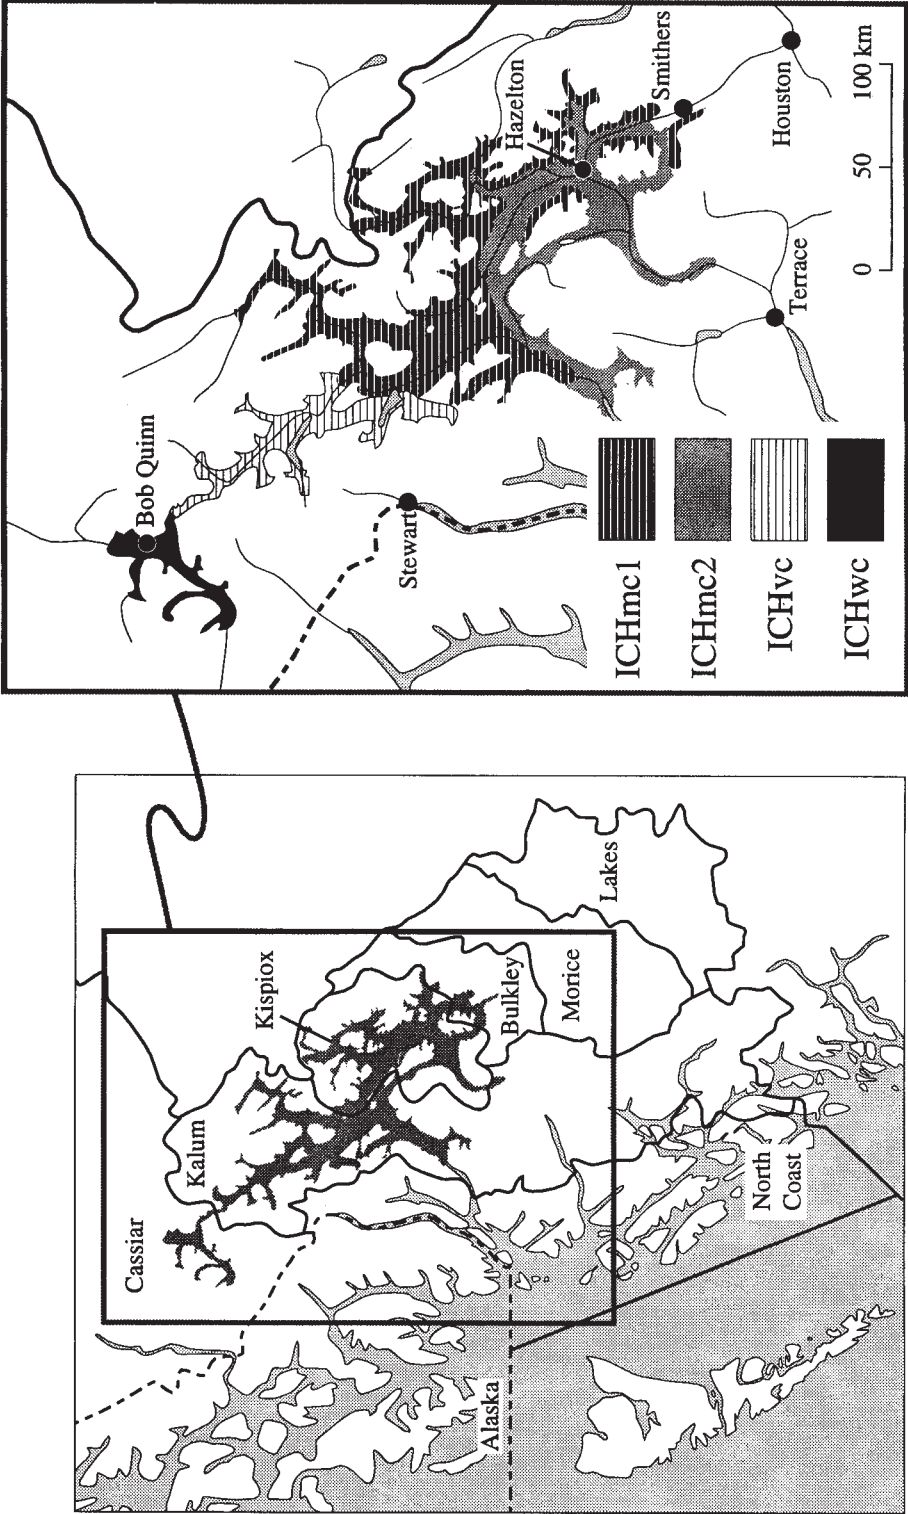 Cassiar
Kalum
Kispiox
Alaska
Bulkley
Morice
Lakes
North
Coast
Bob Quinn
Stewart
Hazelton
Smithers
Houston
Terrace
ICHmc1
ICHmc2
ICHvc
ICHwc
0 50 100 km